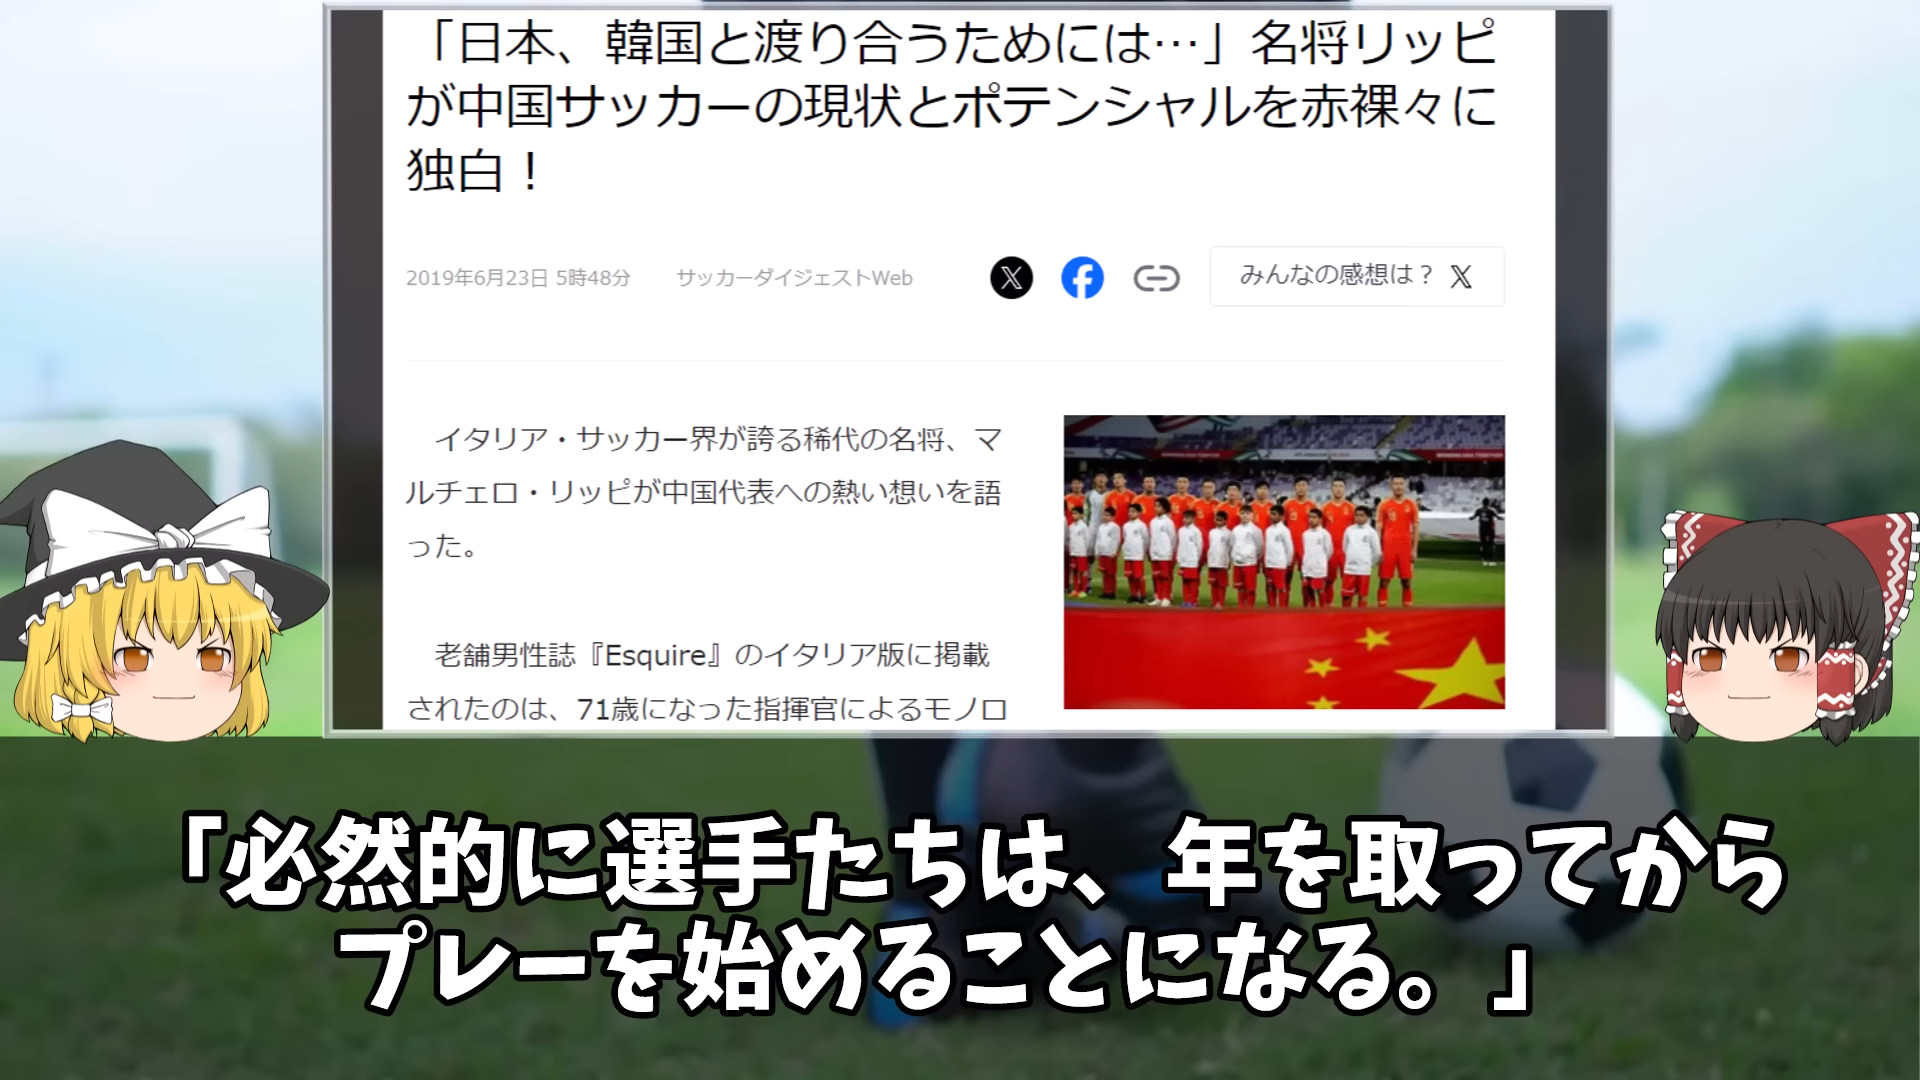 「日本、韓国と渡り合うためには…」名将リッピ
が中国サッカーの現状とポテンシャルを赤裸々に
独白！
2019年6月23日 5時48分 サッカーダイジェストWeb みんなの感想は？
イタリア・サッカー界が誇る稀代の名将、マ
ルチェロ・リッピが中国代表への熱い想いを語
った。
老舗男性誌『Esquire』のイタリア版に掲載
されたのは、71歳になった指揮官によるモノロ
「必然的に選手たちは、年を取ってから
プレーを始めることになる。」